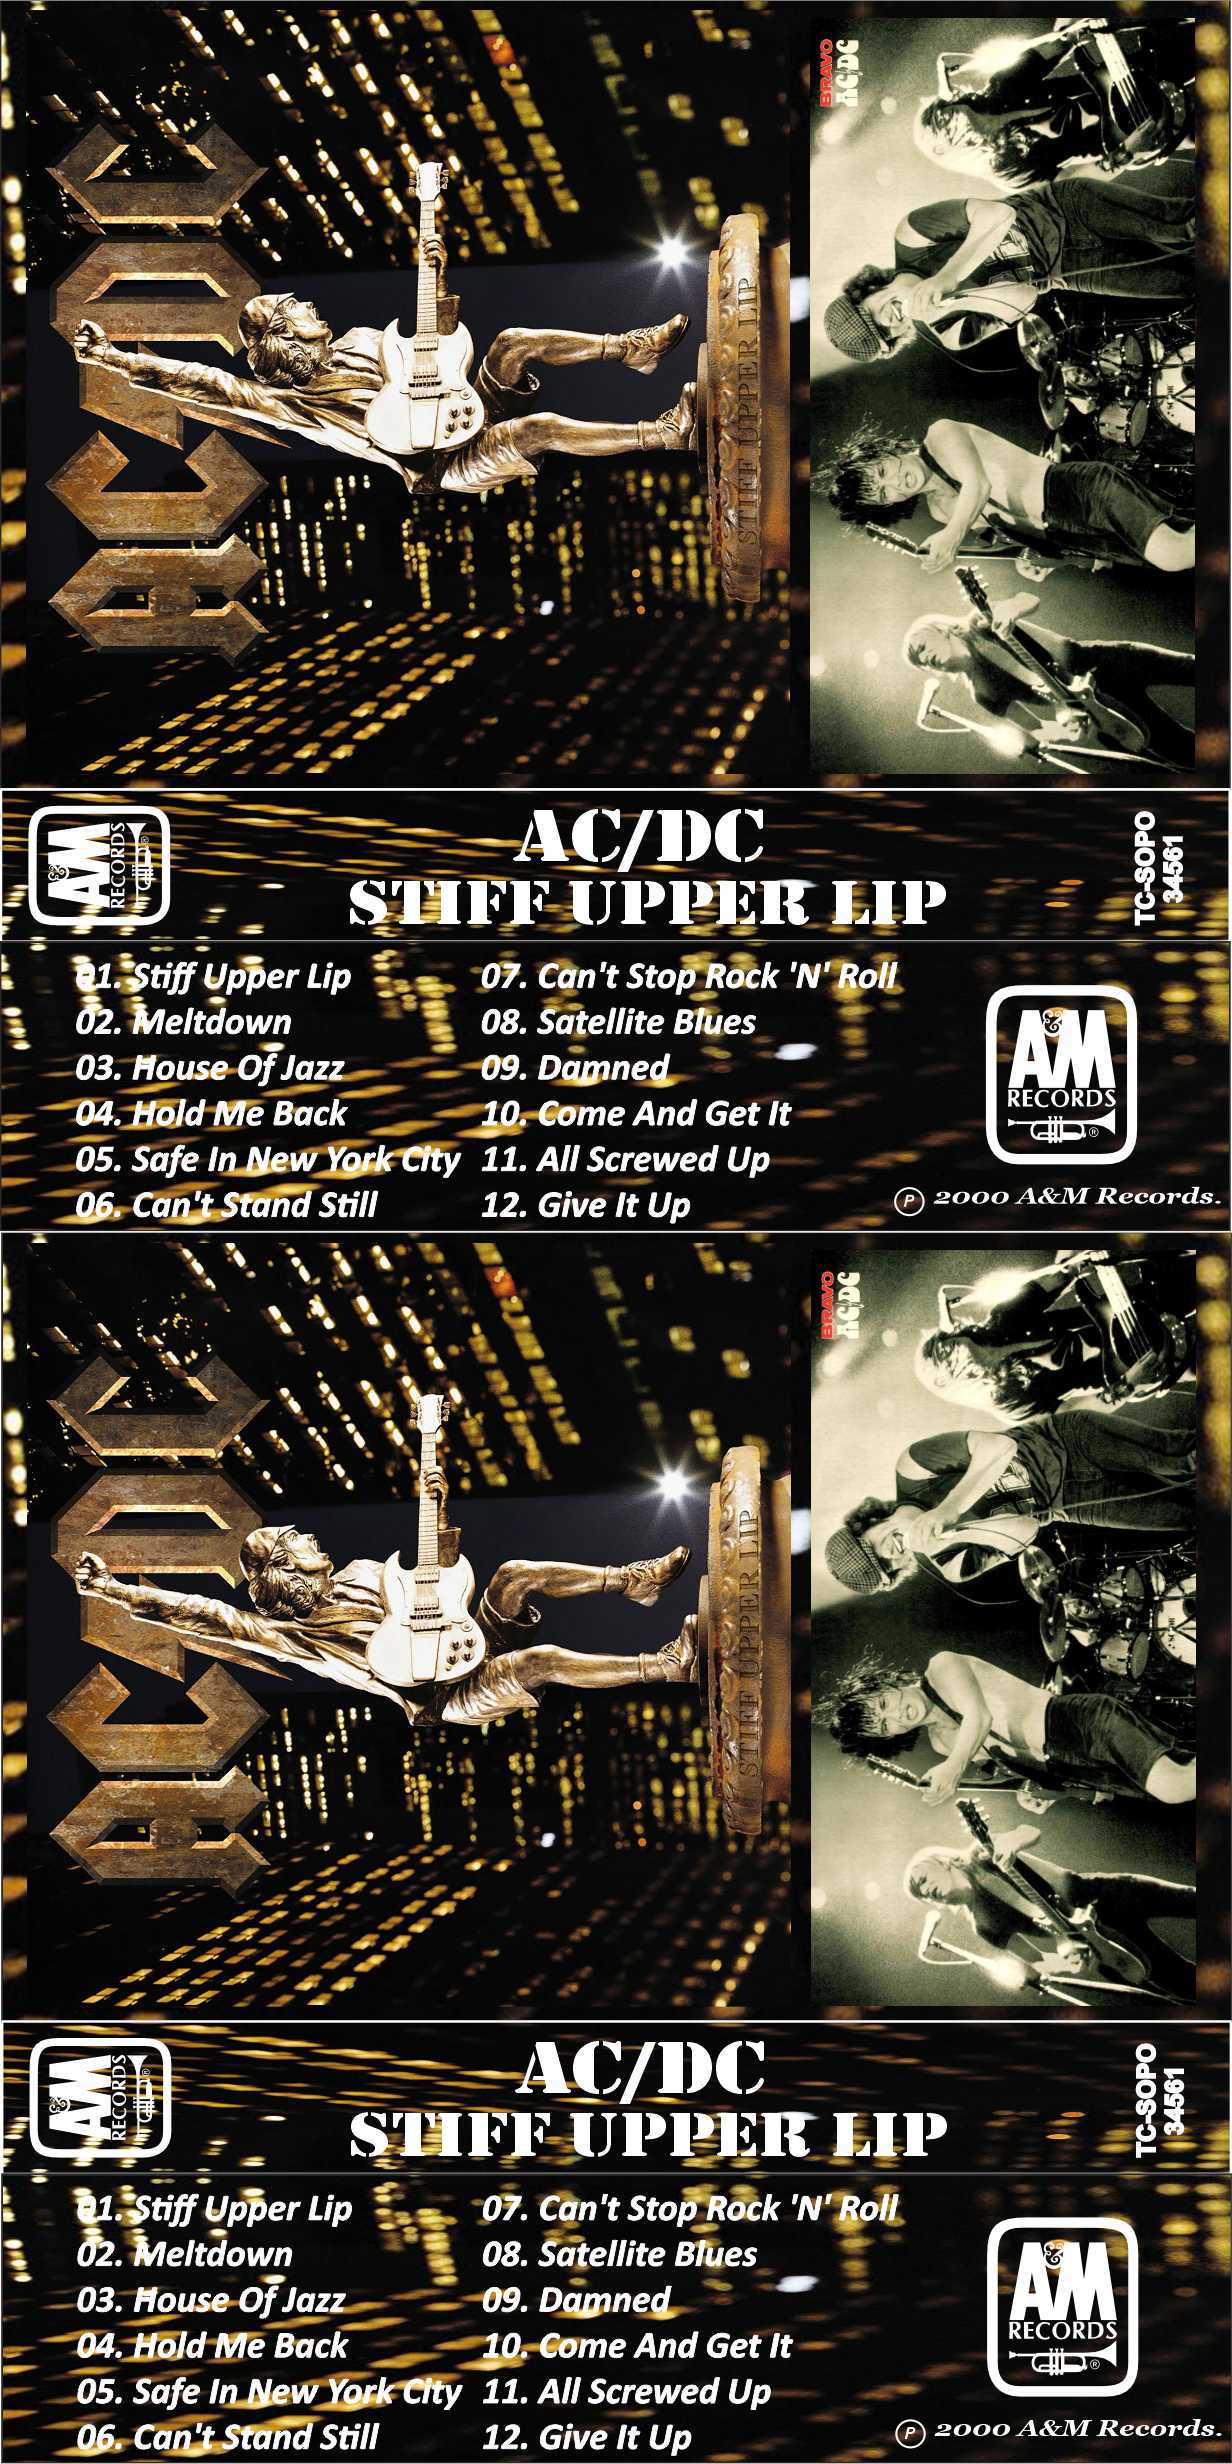 AC/DC
STIFF UPPER LIP
BRAVO
AC/DC
A&M
RECORDS
®
AC/DC
STIFF UPPER LIP
TC-SOPO
34561
01. Stiff Upper Lip
02. Meltdown
03. House Of Jazz
04. Hold Me Back
05. Safe In New York City
06. Can't Stand Still
07. Can't Stop Rock 'N' Roll
08. Satellite Blues
09. Damned
10. Come And Get It
11. All Screwed Up
12. Give It Up
A&M
RECORDS
®
℗ 2000 A&M Records.
AC/DC
STIFF UPPER LIP
BRAVO
AC/DC
A&M
RECORDS
®
AC/DC
STIFF UPPER LIP
TC-SOPO
34561
01. Stiff Upper Lip
02. Meltdown
03. House Of Jazz
04. Hold Me Back
05. Safe In New York City
06. Can't Stand Still
07. Can't Stop Rock 'N' Roll
08. Satellite Blues
09. Damned
10. Come And Get It
11. All Screwed Up
12. Give It Up
A&M
RECORDS
®
℗ 2000 A&M Records.